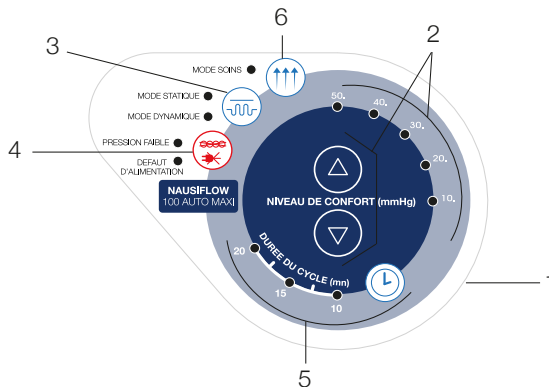 6
3
2
MODE SOINS
MODE STATIQUE
MODE DYNAMIQUE
4
PRESSION FAIBLE
DEFAUT
D'ALIMENTATION
NAUSIFLOW
100 AUTO MAXI
50
40
30
20
10
NIVEAU DE CONFORT (mmHg)
DUREE DU CYCLE (mn)
20
15
10
5